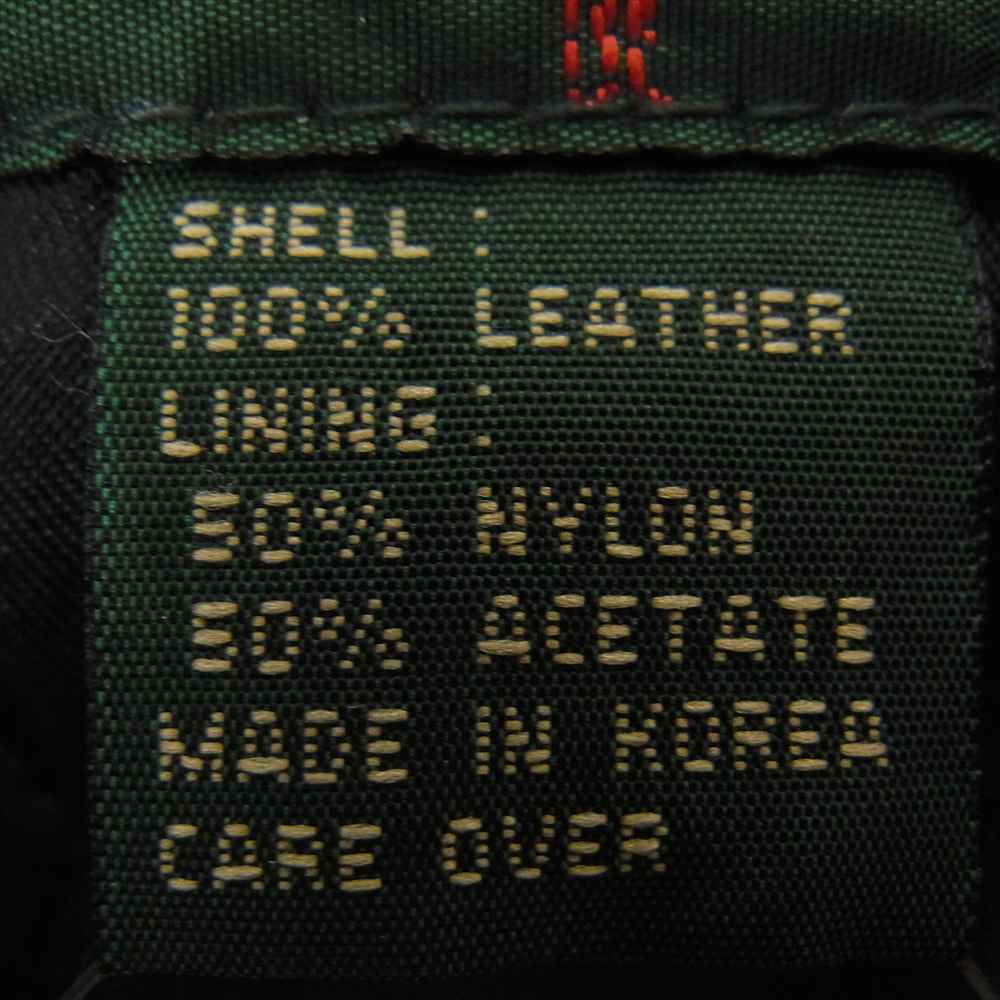 SHELL :
100% LEATHER
LINING :
50% NYLON
50% ACETATE
MADE IN KOREA
CARE OVER